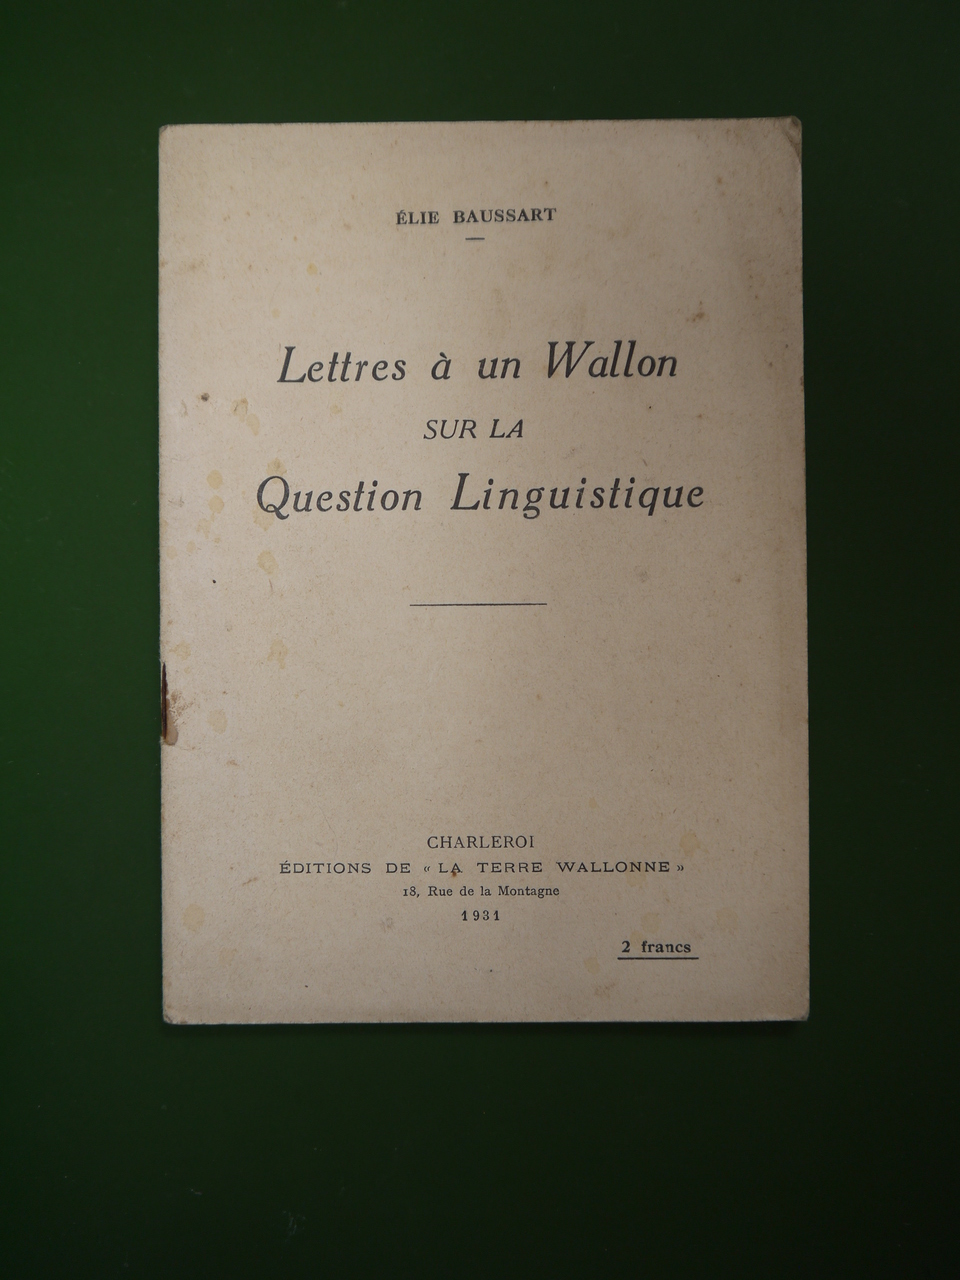 ÉLIE BAUSSART
Lettres à un Wallon
SUR LA
Question Linguistique
CHARLEROI
ÉDITIONS DE « LA TERRE WALLONNE »
18, Rue de la Montagne
1931
2 francs